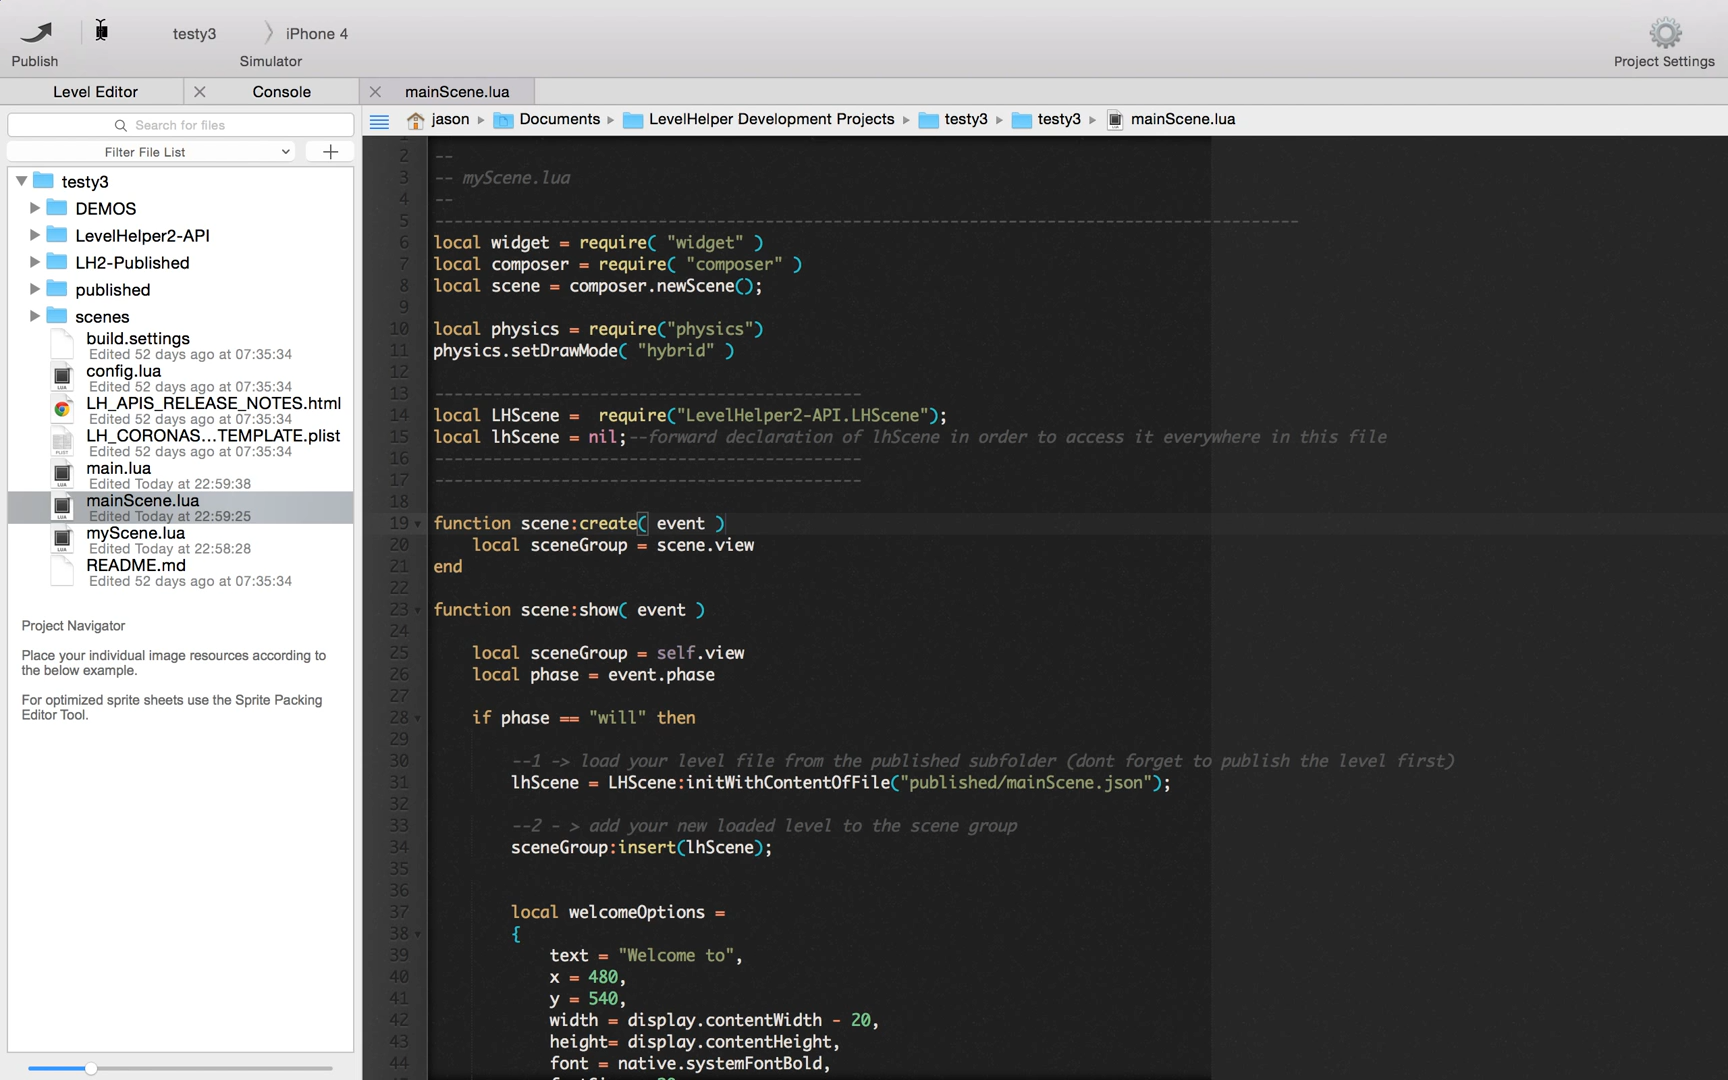 testy3 iPhone 4
Publish Simulator Project Settings
Level Editor Console mainScene.lua
Search for files
jason Documents LevelHelper Development Projects testy3 testy3 mainScene.lua
Filter File List
testy3
DEMOS
LevelHelper2-API
LH2-Published
published
scenes
build.settings
Edited 52 days ago at 07:35:34
config.lua
Edited 52 days ago at 07:35:34
LH_APIS_RELEASE_NOTES.html
Edited 52 days ago at 07:35:34
LH_CORONAS...TEMPLATE.plist
Edited 52 days ago at 07:35:34
main.lua
Edited Today at 22:59:38
mainScene.lua
Edited Today at 22:59:25
myScene.lua
Edited Today at 22:58:28
README.md
Edited 52 days ago at 07:35:34
Project Navigator
Place your individual image resources according to
the below example.
For optimized sprite sheets use the Sprite Packing
Editor Tool.
2 --
3 -- myScene.lua
4 --
5 -----------------------------------------------------------------------------------------
6 local widget = require( "widget" )
7 local composer = require( "composer" )
8 local scene = composer.newScene();
9
10 local physics = require("physics")
11 physics.setDrawMode( "hybrid" )
12
13 --------------------------------------------
14 local LHScene =  require("LevelHelper2-API.LHScene");
15 local lhScene = nil;--forward declaration of lhScene in order to access it everywhere in this file
16 --------------------------------------------
17 --------------------------------------------
18
19 function scene:create( event )
20     local sceneGroup = scene.view
21 end
22
23 function scene:show( event )
24
25     local sceneGroup = self.view
26     local phase = event.phase
27
28     if phase == "will" then
29
30         --1 -> load your level file from the published subfolder (dont forget to publish the level first)
31         lhScene = LHScene:initWithContentOfFile("published/mainScene.json");
32
33         --2 - > add your new loaded level to the scene group
34         sceneGroup:insert(lhScene);
35
36
37         local welcomeOptions =
38         {
39             text = "Welcome to",
40             x = 480,
41             y = 540,
42             width = display.contentWidth - 20,
43             height= display.contentHeight,
44             font = native.systemFontBold,